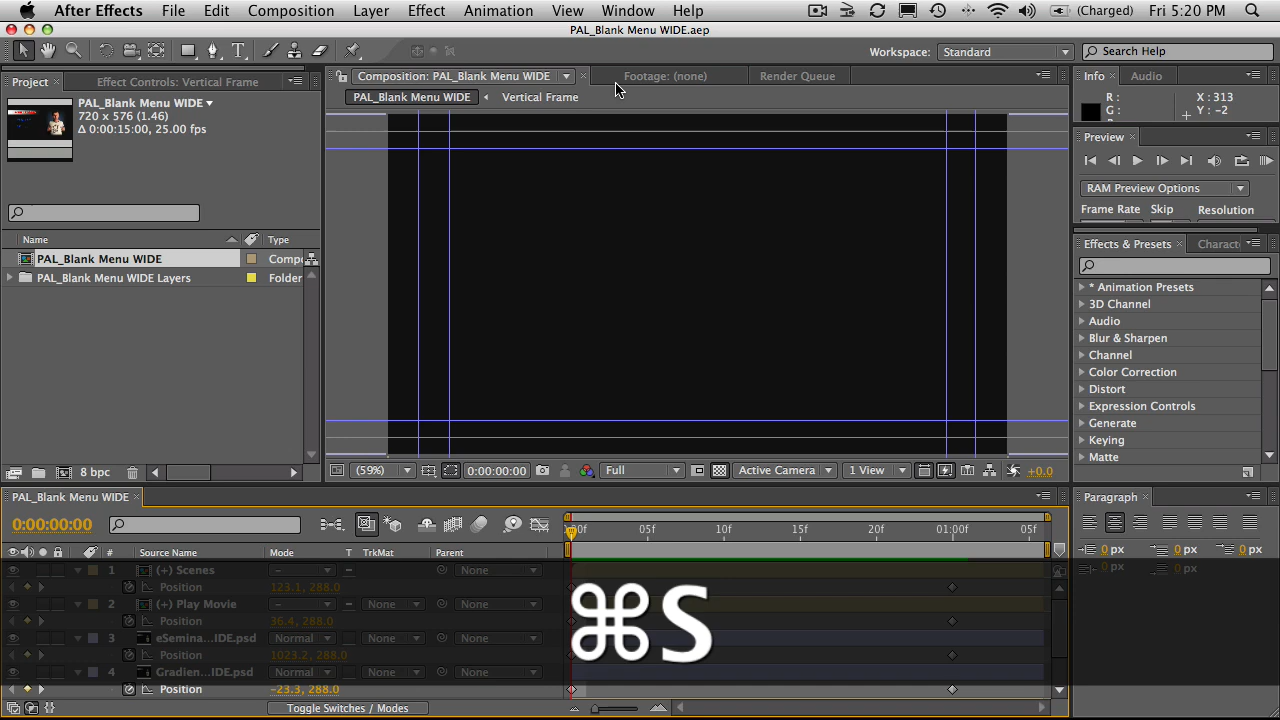 After Effects File Edit Composition Layer Effect Animation View Window Help (Charged) Fri 5:20 PM
PAL_Blank Menu WIDE.aep
Workspace: Standard Search Help
Project Effect Controls: Vertical Frame
PAL_Blank Menu WIDE
720 x 576 (1.46)
Δ 0:00:15:00, 25.00 fps
Name Type
PAL_Blank Menu WIDE Compo
PAL_Blank Menu WIDE Layers Folder
8 bpc
Composition: PAL_Blank Menu WIDE Footage: (none) Render Queue
PAL_Blank Menu WIDE Vertical Frame
(59%) 0:00:00:00 Full Active Camera 1 View +0.0
Info Audio
R : X : 313
G : Y : -2
Preview
RAM Preview Options
Frame Rate Skip Resolution
Effects & Presets Charact
* Animation Presets
3D Channel
Audio
Blur & Sharpen
Channel
Color Correction
Distort
Expression Controls
Generate
Keying
Matte
PAL_Blank Menu WIDE
0:00:00:00
:00f 05f 10f 15f 20f 01:00f 05f
# Source Name Mode T TrkMat Parent
1 (+) Scenes - None
Position 123.1, 288.0
2 (+) Play Movie - None None
Position 36.4, 288.0
3 eSemina...IDE.psd Normal None None
Position 1023.2, 288.0
4 Gradien...IDE.psd Normal None None
Position -23.3, 288.0
Toggle Switches / Modes
⌘S
Paragraph
0 px 0 px 0 px
0 px 0 px